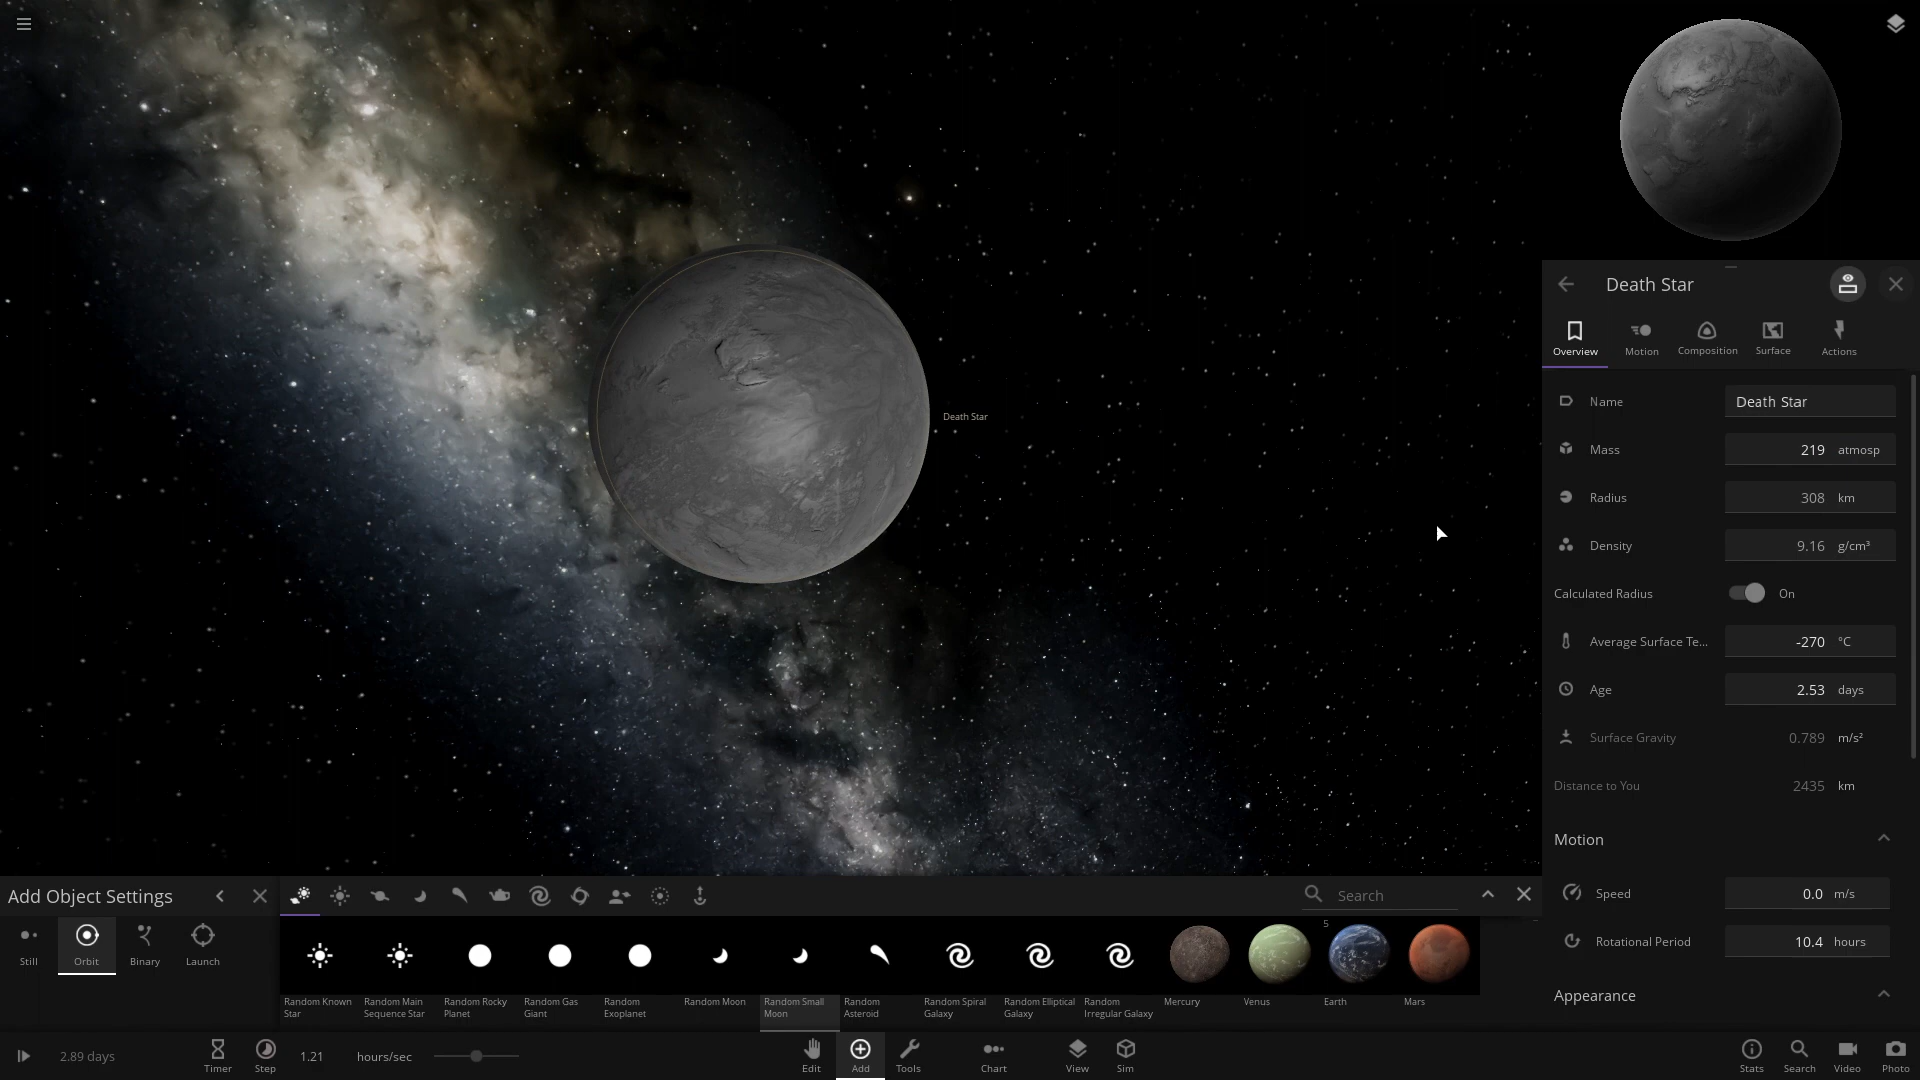 Death Star
Death Star
Overview
Motion
Composition
Surface
Actions
Name
Death Star
Mass
219 atmosp
Radius
308 km
Density
9.16 g/cm³
Calculated Radius
On
Average Surface Te...
-270 °C
Age
2.53 days
Surface Gravity
0.789 m/s²
Distance to You
2435 km
Motion
Speed
0.0 m/s
Rotational Period
10.4 hours
Appearance
Add Object Settings
Still
Orbit
Binary
Launch
Search
5
Random Known
Star
Random Main
Sequence Star
Random Rocky
Planet
Random Gas
Giant
Random
Exoplanet
Random Moon
Random Small
Moon
Random
Asteroid
Random Spiral
Galaxy
Random Elliptical
Galaxy
Random
Irregular Galaxy
Mercury
Venus
Earth
Mars
2.89 days
Timer
Step
1.21 hours/sec
Edit
Add
Tools
Chart
View
Sim
Stats
Search
Video
Photo